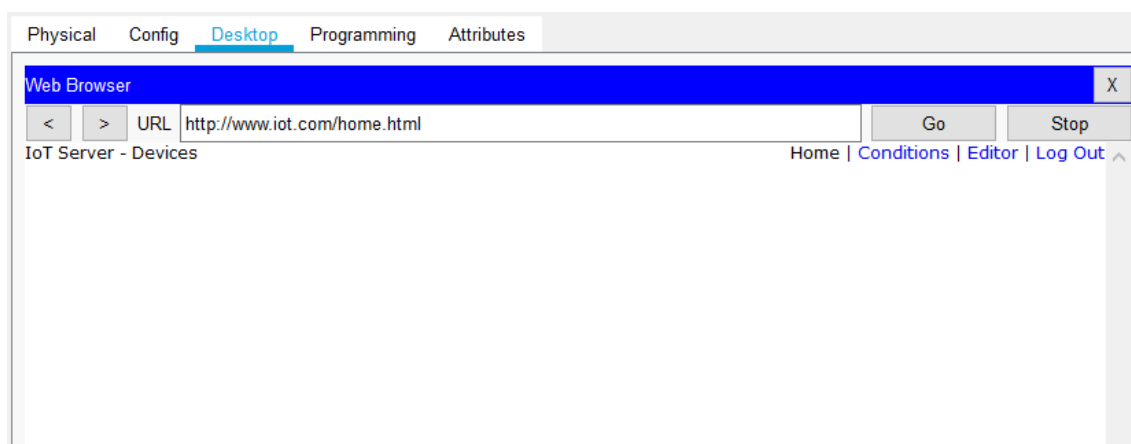 Physical Config Desktop Programming Attributes
Web Browser X
< > URL http://www.iot.com/home.html Go Stop
IoT Server - Devices Home | Conditions | Editor | Log Out